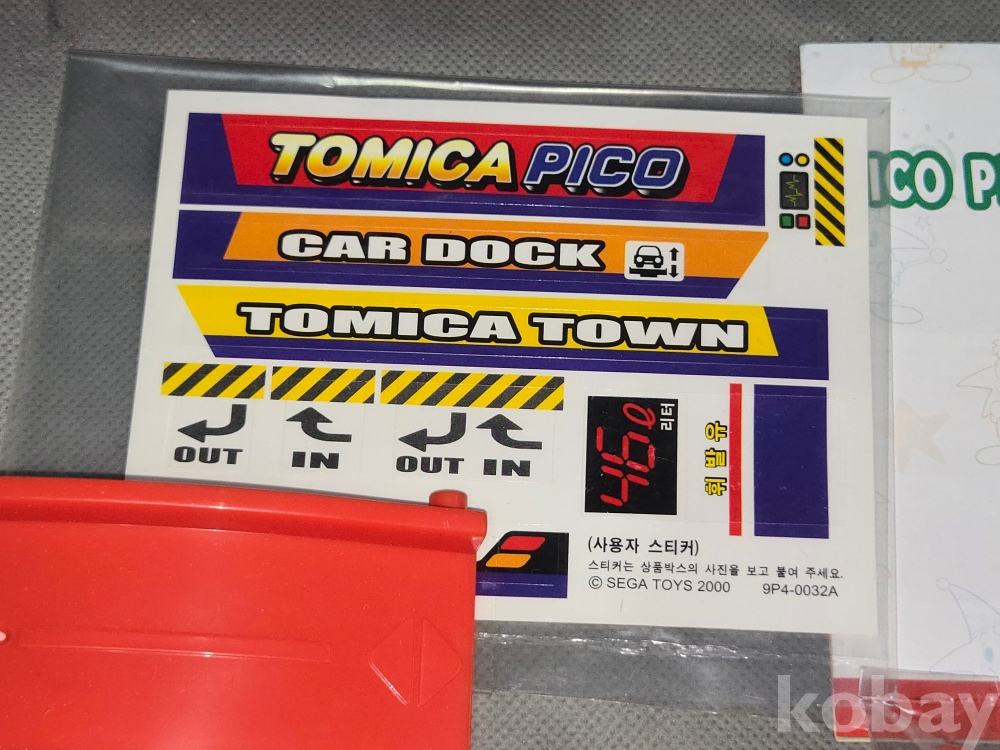 TOMICA PICO
CAR DOCK
TOMICA TOWN
OUT
IN
OUT IN
리터
휘발유
(사용자 스티커)
스티커는 상품박스의 사진을 보고 붙여 주세요.
© SEGA TOYS 2000 9P4-0032A
ICO
kobay